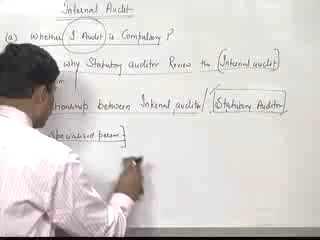 Internal Audit
(a) Whether I. Audit is Compulsory ?
why Statutory auditor Review the [Internal audit]
between Internal auditor / [Statutory Auditor]
Specialised person]